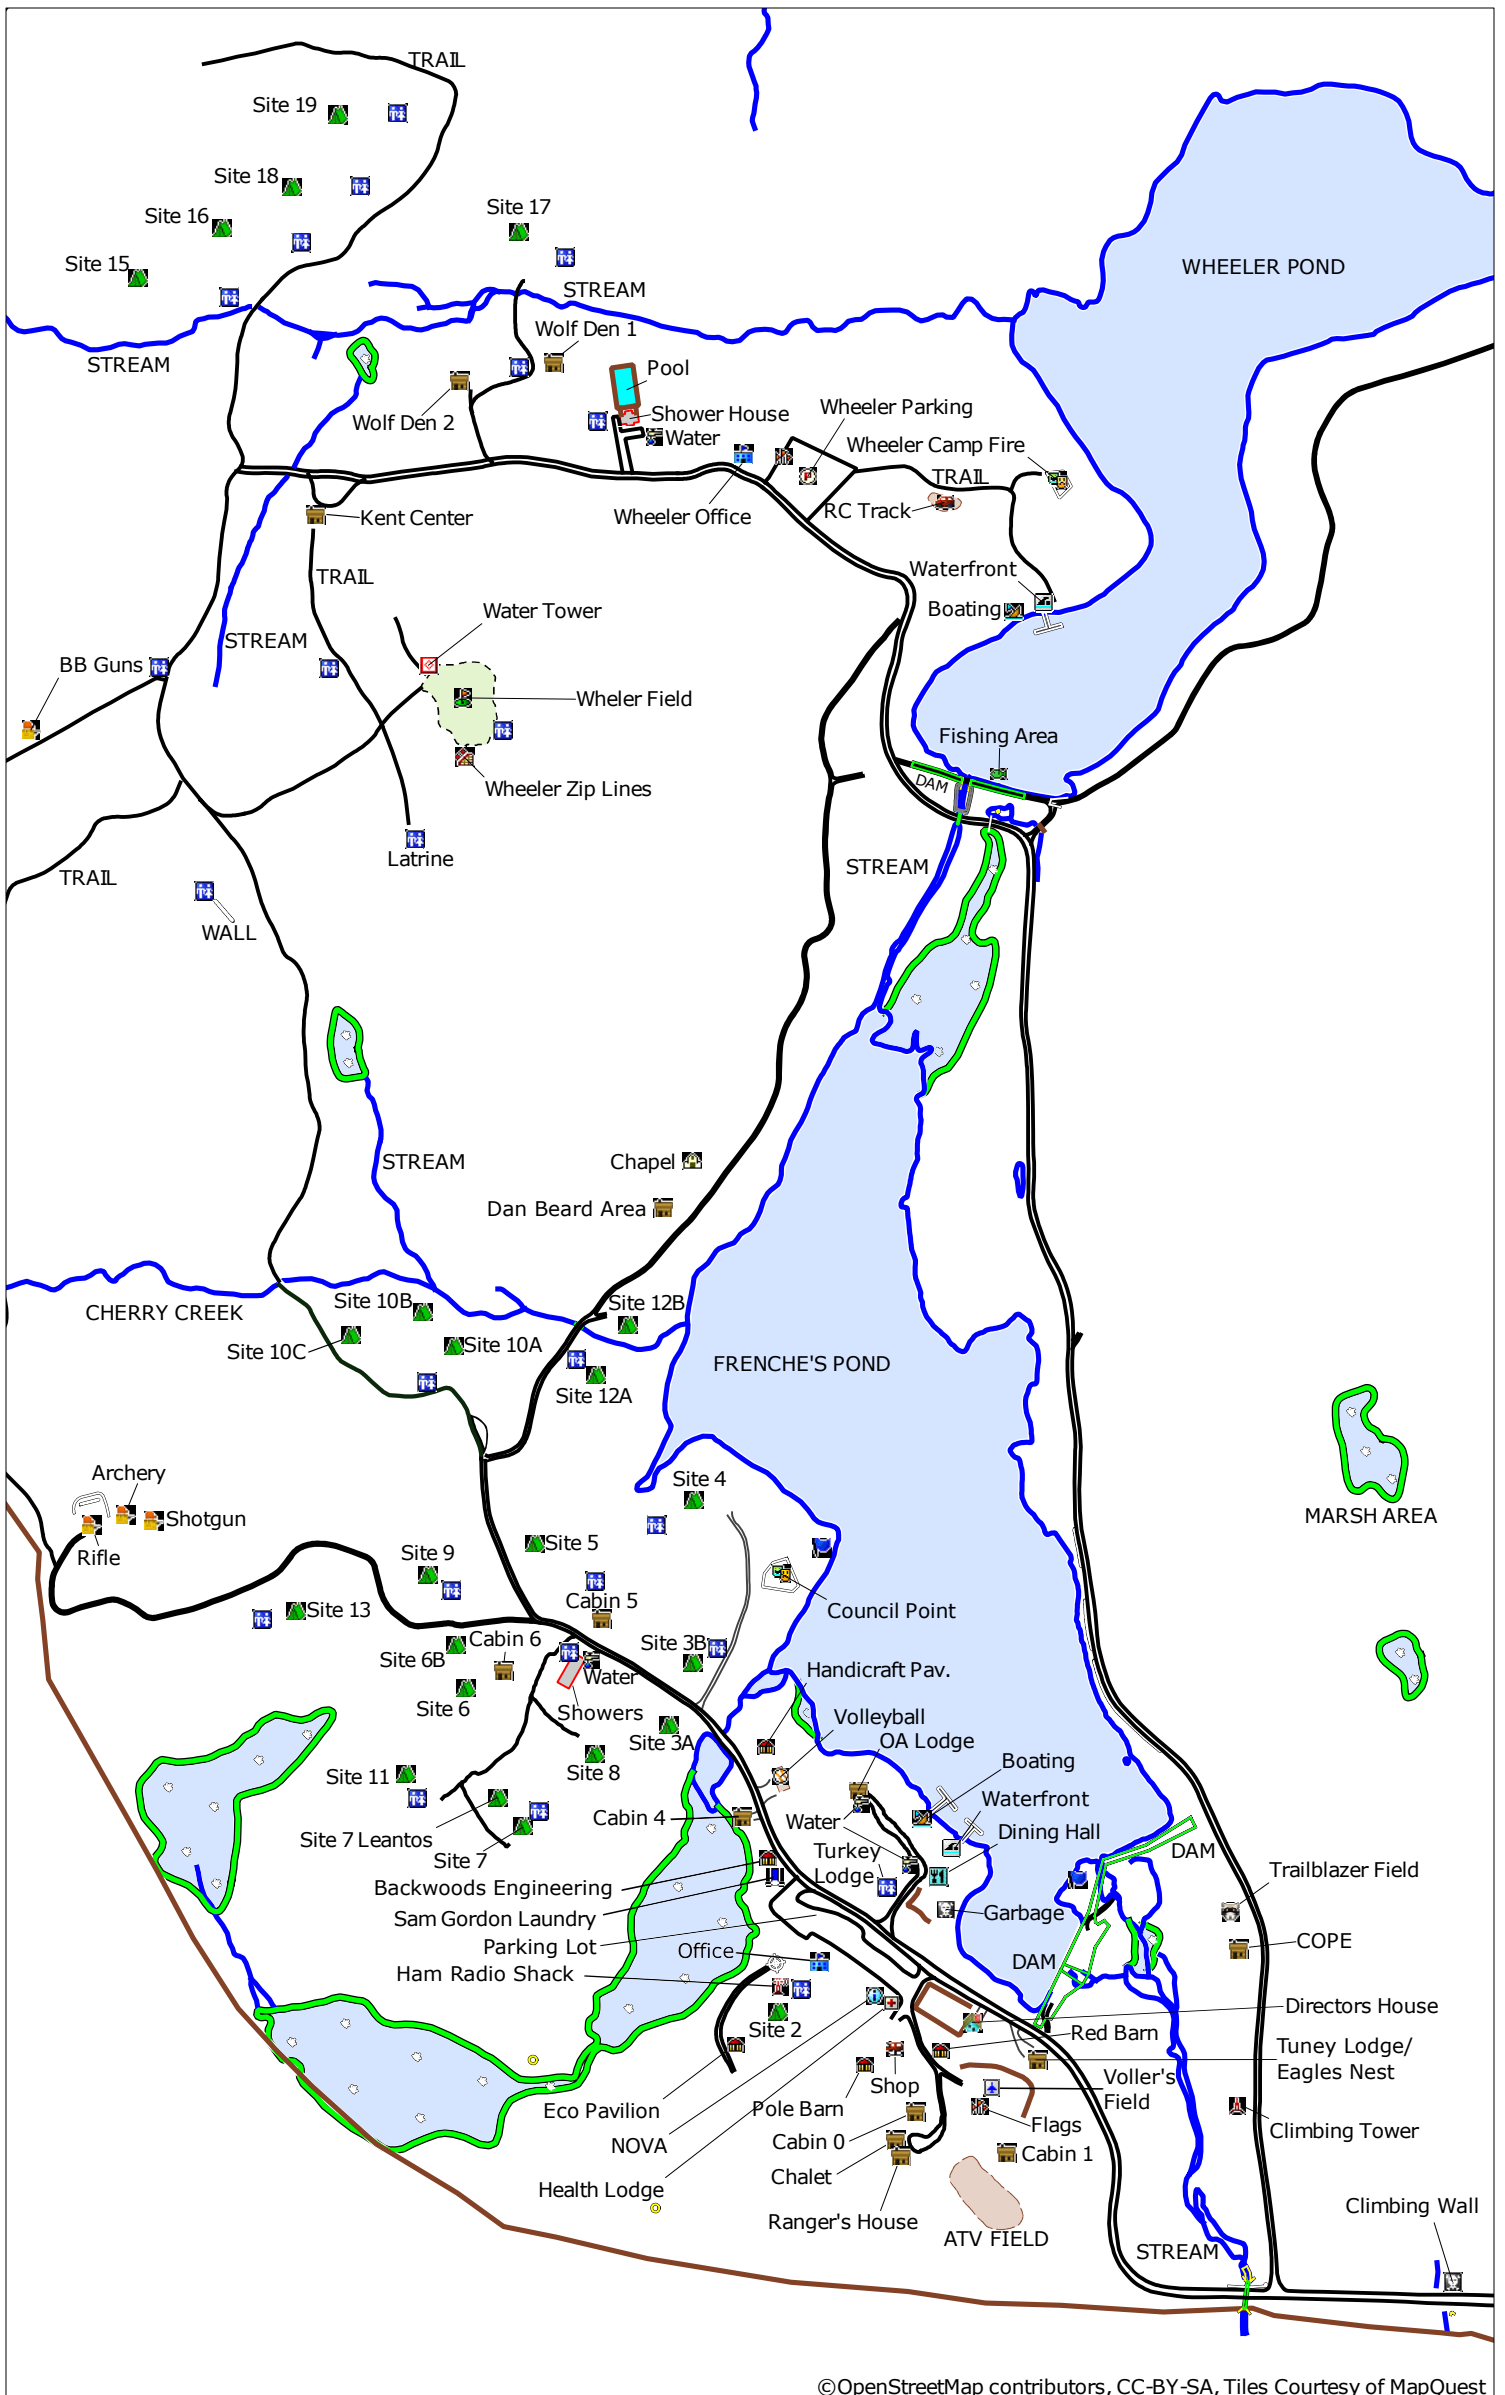 TRAIL
Site 19
Site 18
Site 16
Site 17
Site 15
WHEELER POND
STREAM
STREAM
Wolf Den 1
Pool
Wolf Den 2
Shower House
Wheeler Parking
Water
Wheeler Camp Fire
TRAIL
Wheeler Office
RC Track
Kent Center
TRAIL
Waterfront
Boating
Water Tower
STREAM
BB Guns
Wheler Field
Fishing Area
DAM
Wheeler Zip Lines
Latrine
STREAM
TRAIL
WALL
Chapel
STREAM
Dan Beard Area
CHERRY CREEK
Site 10B
Site 12B
Site 10C
Site 10A
FRENCHE'S POND
Site 12A
Archery
Site 4
Shotgun
MARSH AREA
Rifle
Site 9
Site 5
Cabin 5
Site 13
Council Point
Site 6B
Cabin 6
Site 3B
Water
Handicraft Pav.
Site 6
Showers
Volleyball
Site 3A
OA Lodge
Site 8
Boating
Site 11
Waterfront
Cabin 4
Water
Dining Hall
Site 7 Leantos
Turkey
Lodge
DAM
Site 7
Trailblazer Field
Backwoods Engineering
Sam Gordon Laundry
Garbage
Parking Lot
Office
COPE
Ham Radio Shack
DAM
Directors House
Site 2
Red Barn
Tuney Lodge/
Eagles Nest
Shop
Voller's
Field
Eco Pavilion
Pole Barn
Flags
NOVA
Cabin 0
Climbing Tower
Chalet
Cabin 1
Health Lodge
Ranger's House
ATV FIELD
Climbing Wall
STREAM
©OpenStreetMap contributors, CC-BY-SA, Tiles Courtesy of MapQuest